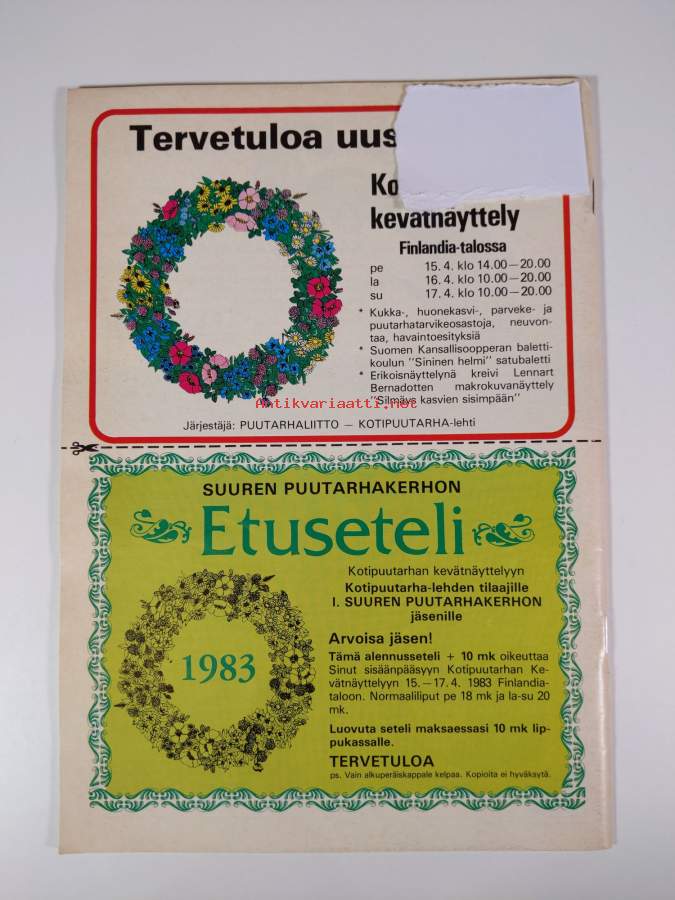 Tervetuloa uus
Ko
kevätnäyttely
Finlandia-talossa
pe 15.4. klo 14.00—20.00
la 16.4. klo 10.00—20.00
su 17.4. klo 10.00—20.00
* Kukka-, huonekasvi-, parveke- ja
puutarhatarvikeosastoja, neuvon-
taa, havaintoesityksiä
* Suomen Kansallisoopperan baletti-
koulun "Sininen helmi" satubaletti
* Erikoisnäyttelynä kreivi Lennart
Bernadotten makrokuvanäyttely
"Silmäys kasvien sisimpään"
Antikvariaatti.net
Järjestäjä: PUUTARHALIITTO — KOTIPUUTARHA-lehti
SUUREN PUUTARHAKERHON
Etuseteli
Kotipuutarhan kevätnäyttelyyn
Kotipuutarha-lehden tilaajille
I. SUUREN PUUTARHAKERHON
jäsenille
1983
Arvoisa jäsen!
Tämä alennusseteli + 10 mk oikeuttaa
Sinut sisäänpääsyyn Kotipuutarhan Ke-
vätnäyttelyyn 15.—17.4. 1983 Finlandia-
taloon. Normaaliliput pe 18 mk ja la-su 20
mk.
Luovuta seteli maksaessasi 10 mk lip-
pukassalle.
TERVETULOA
ps. Vain alkuperäiskappale kelpaa. Kopioita ei hyväksytä.